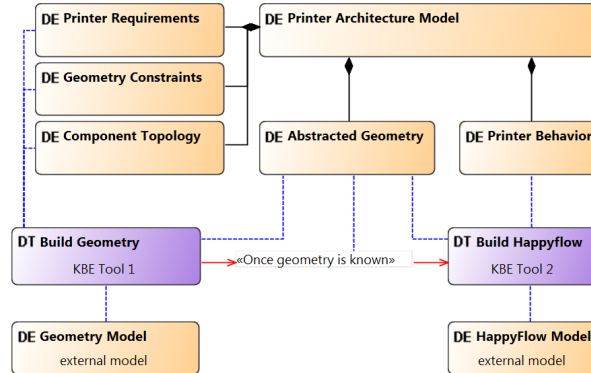 DE Printer Requirements
DE Printer Architecture Model
DE Geometry Constraints
DE Component Topology
DE Abstracted Geometry
DE Printer Behavior
DT Build Geometry
KBE Tool 1
«Once geometry is known»
DT Build Happyflow
KBE Tool 2
DE Geometry Model
external model
DE HappyFlow Model
external model